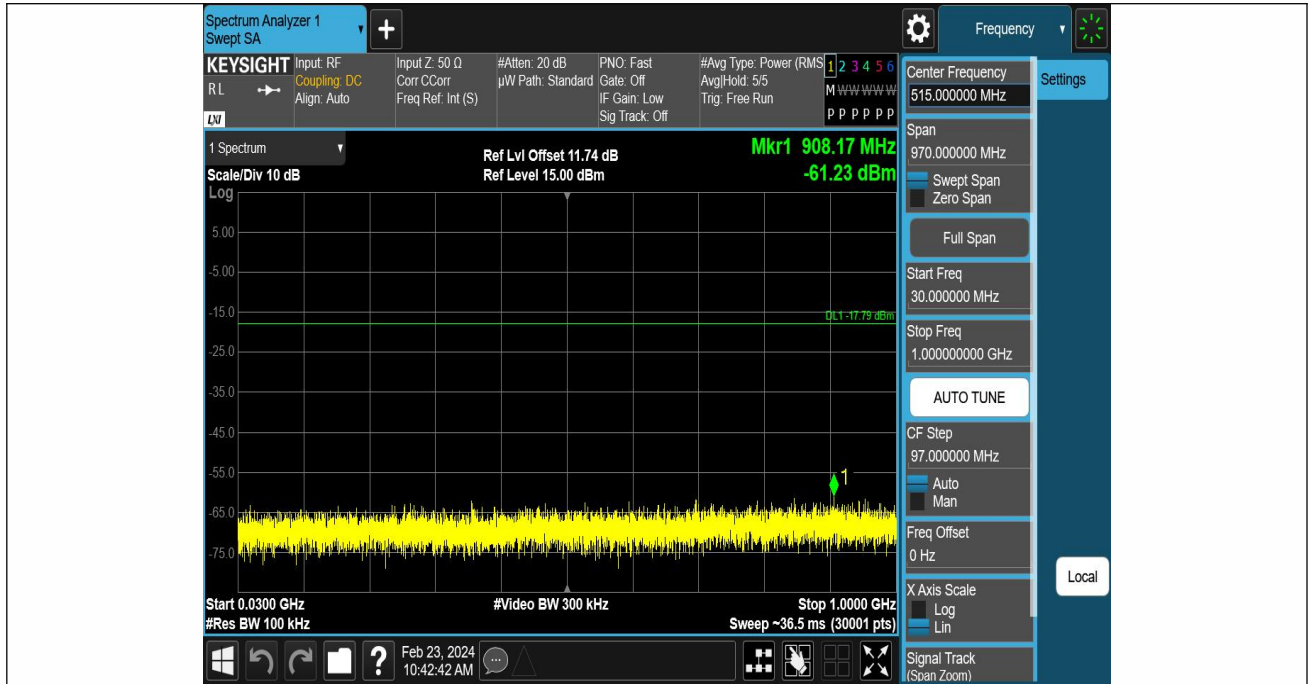 Spectrum Analyzer 1
Swept SA
Frequency
KEYSIGHT
RL
LXI
Input: RF
Coupling: DC
Align: Auto
Input Z: 50 Ω
Corr CCorr
Freq Ref: Int (S)
#Atten: 20 dB
µW Path: Standard
PNO: Fast
Gate: Off
IF Gain: Low
Sig Track: Off
#Avg Type: Power (RMS
Avg|Hold: 5/5
Trig: Free Run
1 2 3 4 5 6
M W W W W W
P P P P P P
1 Spectrum
Scale/Div 10 dB
Ref Lvl Offset 11.74 dB
Ref Level 15.00 dBm
Mkr1 908.17 MHz
-61.23 dBm
Log
5.00
-5.00
-15.0
DL1 -17.79 dBm
-25.0
-35.0
-45.0
-55.0
1
-65.0
-75.0
Start 0.0300 GHz
#Video BW 300 kHz
Stop 1.0000 GHz
#Res BW 100 kHz
Sweep ~36.5 ms (30001 pts)
Feb 23, 2024
10:42:42 AM
Center Frequency
515.000000 MHz
Settings
Span
970.000000 MHz
Swept Span
Zero Span
Full Span
Start Freq
30.000000 MHz
Stop Freq
1.000000000 GHz
AUTO TUNE
CF Step
97.000000 MHz
Auto
Man
Freq Offset
0 Hz
Local
X Axis Scale
Log
Lin
Signal Track
(Span Zoom)